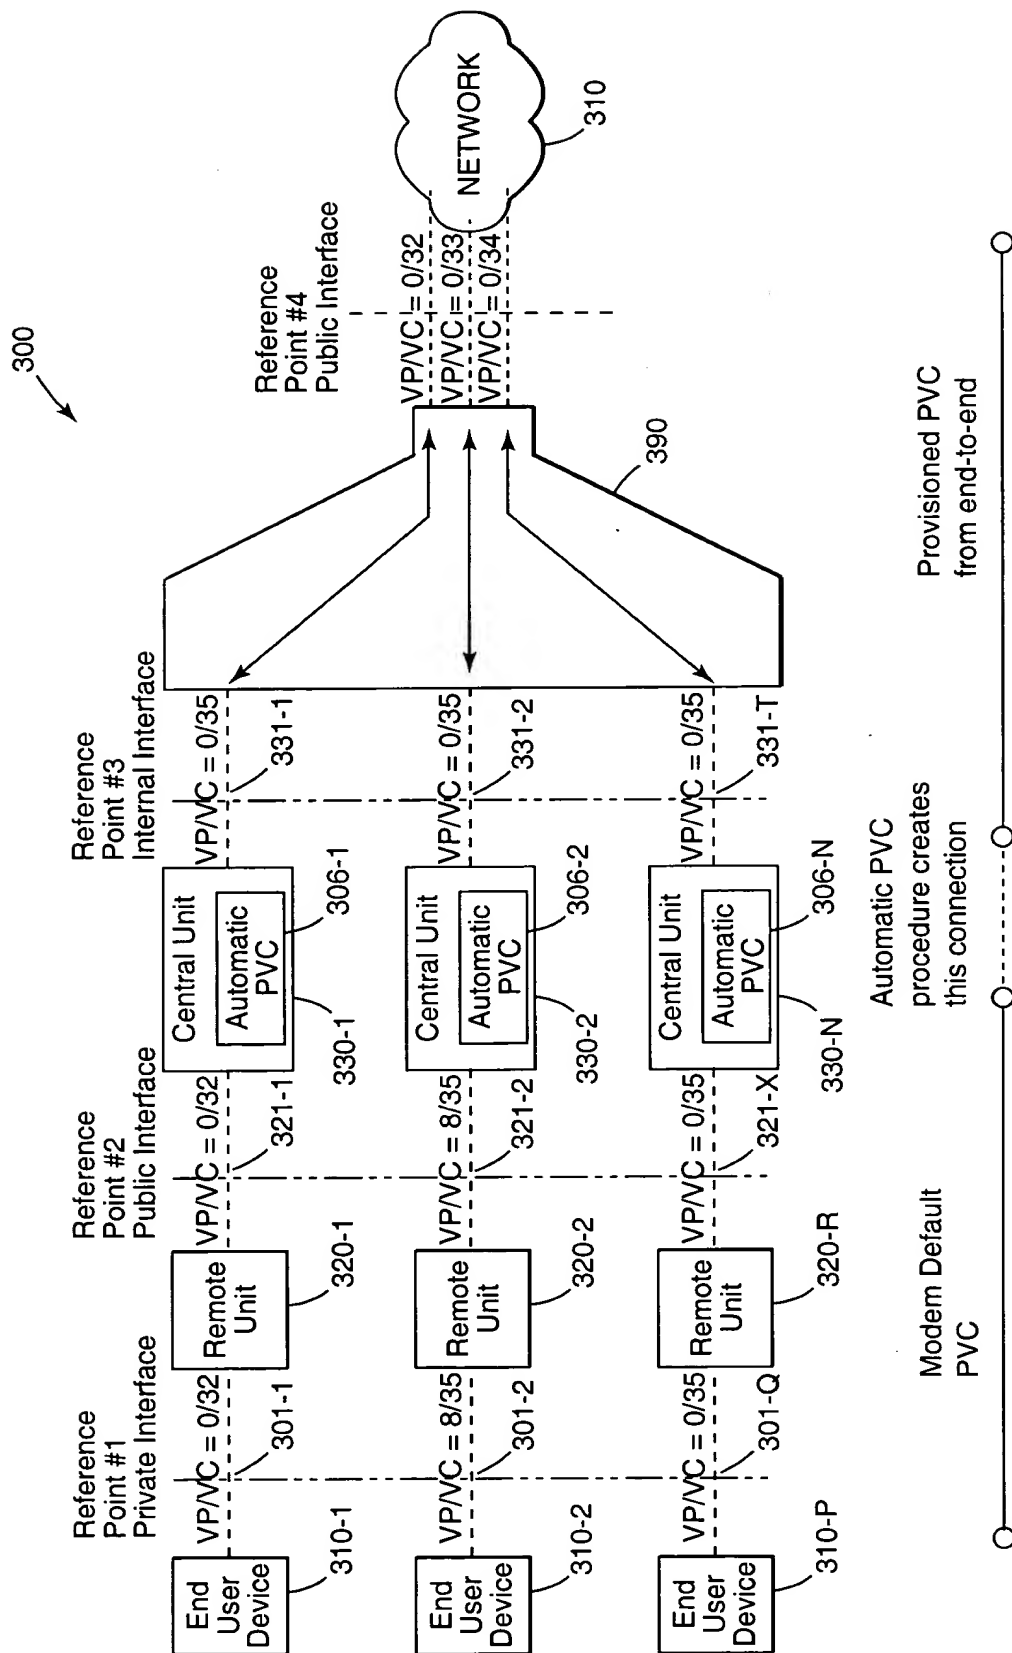 300
Reference
Point #1
Private Interface
Reference
Point #2
Public Interface
Reference
Point #3
Internal Interface
Reference
Point #4
Public Interface
End
User
Device
310-1
VP/VC = 0/32
301-1
Remote
Unit
320-1
VP/VC = 0/32
321-1
Central Unit
Automatic
PVC
306-1
330-1
VP/VC = 0/35
331-1
End
User
Device
310-2
VP/VC = 8/35
301-2
Remote
Unit
320-2
VP/VC = 8/35
321-2
Central Unit
Automatic
PVC
306-2
330-2
VP/VC = 0/35
331-2
End
User
Device
310-P
VP/VC = 0/35
301-Q
Remote
Unit
320-R
VP/VC = 0/35
321-X
Central Unit
Automatic
PVC
306-N
330-N
VP/VC = 0/35
331-T
390
VP/VC = 0/32
VP/VC = 0/33
VP/VC = 0/34
NETWORK
310
Modem Default
PVC
Automatic PVC
procedure creates
this connection
Provisioned PVC
from end-to-end